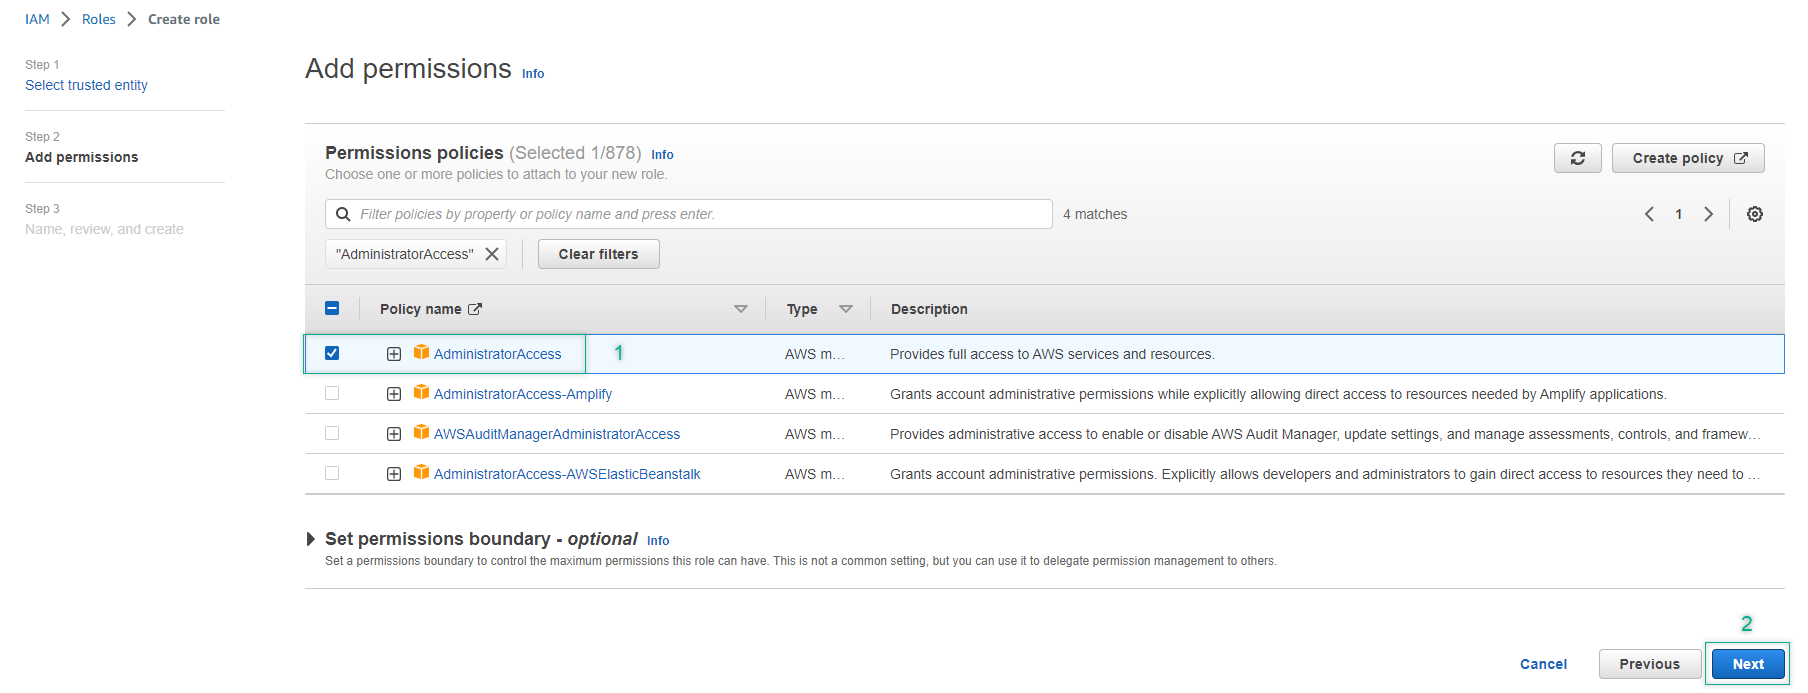 IAM > Roles > Create role
Step 1
Select trusted entity
Step 2
Add permissions
Step 3
Name, review, and create
Add permissions Info
Permissions policies (Selected 1/878) Info
Choose one or more policies to attach to your new role.
Create policy
Filter policies by property or policy name and press enter.
4 matches
1
"AdministratorAccess"
Clear filters
Policy name Type Description
AdministratorAccess 1 AWS m... Provides full access to AWS services and resources.
AdministratorAccess-Amplify AWS m... Grants account administrative permissions while explicitly allowing direct access to resources needed by Amplify applications.
AWSAuditManagerAdministratorAccess AWS m... Provides administrative access to enable or disable AWS Audit Manager, update settings, and manage assessments, controls, and framew...
AdministratorAccess-AWSElasticBeanstalk AWS m... Grants account administrative permissions. Explicitly allows developers and administrators to gain direct access to resources they need to ...
Set permissions boundary - optional Info
Set a permissions boundary to control the maximum permissions this role can have. This is not a common setting, but you can use it to delegate permission management to others.
2
Cancel Previous Next